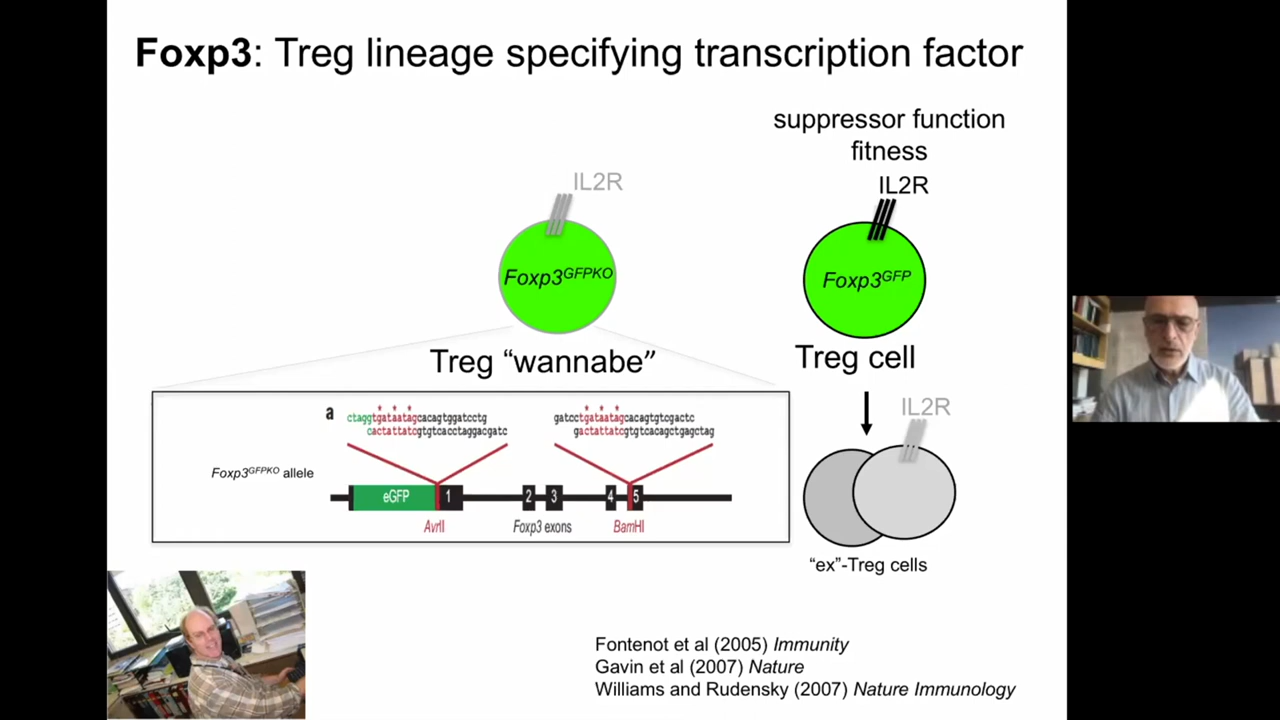 Foxp3: Treg lineage specifying transcription factor
suppressor function
fitness
IL2R
IL2R
Foxp3GFPKO
Foxp3GFP
Treg “wannabe”
Treg cell
a
ctaggtgataatagcacagtggatcctg
cactattatcgtgtcacctaggacgatc
gatcctgataatagcacagtgtcgactc
gactattatcgtgtcacagctgagctag
IL2R
Foxp3GFPKO allele
eGFP
1
2
3
4
5
AvrII
Foxp3 exons
BamHI
“ex”-Treg cells
Fontenot et al (2005) Immunity
Gavin et al (2007) Nature
Williams and Rudensky (2007) Nature Immunology